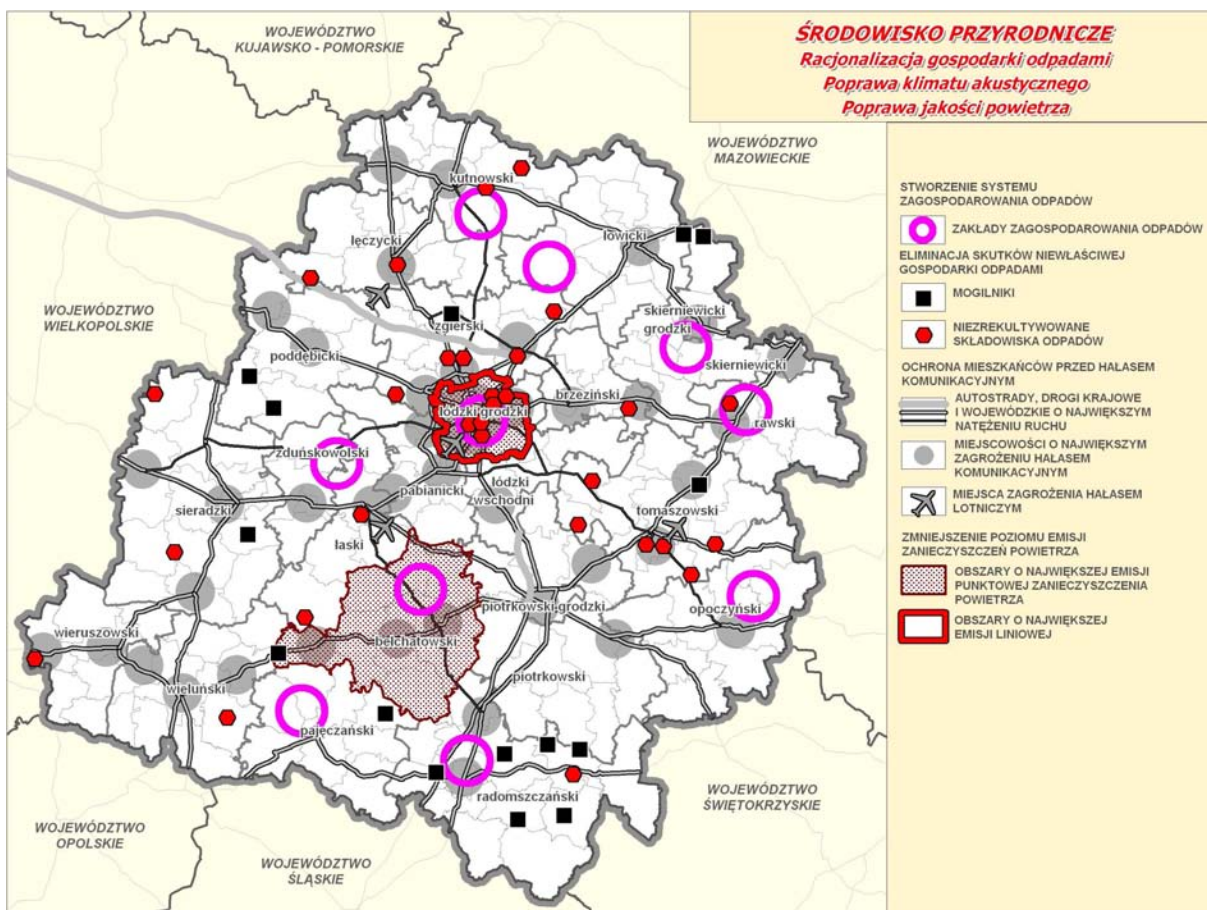 ŚRODOWISKO PRZYRODNICZE
Racjonalizacja gospodarki odpadami
Poprawa klimatu akustycznego
Poprawa jakości powietrza
WOJEWÓDZTWO
KUJAWSKO - POMORSKIE
WOJEWÓDZTWO
MAZOWIECKIE
WOJEWÓDZTWO
WIELKOPOLSKIE
WOJEWÓDZTWO
ŚWIĘTOKRZYSKIE
WOJEWÓDZTWO
OPOLSKIE
WOJEWÓDZTWO
ŚLĄSKIE
kutnowski
łęczycki
łowicki
skierniewicki
grodzki
zgierski
poddębicki
skierniewicki
brzeziński
łódzki grodzki
rawski
zduńskowolski
łódzki
wschodni
pabianicki
sieradzki
tomaszowski
łaski
piotrkowski grodzki
opoczyński
wieruszowski
bełchatowski
wieluński
piotrkowski
pajęczański
radomszczański
STWORZENIE SYSTEMU
ZAGOSPODAROWANIA ODPADÓW
ZAKŁADY ZAGOSPODAROWANIA ODPADÓW
ELIMINACJA SKUTKÓW NIEWŁAŚCIWEJ
GOSPODARKI ODPADAMI
MOGILNIKI
NIEZREKULTYWOWANE
SKŁADOWISKA ODPADÓW
OCHRONA MIESZKAŃCÓW PRZED HAŁASEM
KOMUNIKACYJNYM
AUTOSTRADY, DROGI KRAJOWE
I WOJEWÓDZKIE O NAJWIĘKSZYM
NATĘŻENIU RUCHU
MIEJSCOWOŚCI O NAJWIĘKSZYM
ZAGROŻENIU HAŁASEM
KOMUNIKACYJNYM
MIEJSCA ZAGROŻENIA HAŁASEM
LOTNICZYM
ZMNIEJSZENIE POZIOMU EMISJI
ZANIECZYSZCZEŃ POWIETRZA
OBSZARY O NAJWIĘKSZEJ EMISJI
PUNKTOWEJ ZANIECZYSZCZENIA
POWIETRZA
OBSZARY O NAJWIĘKSZEJ
EMISJI LINIOWEJ